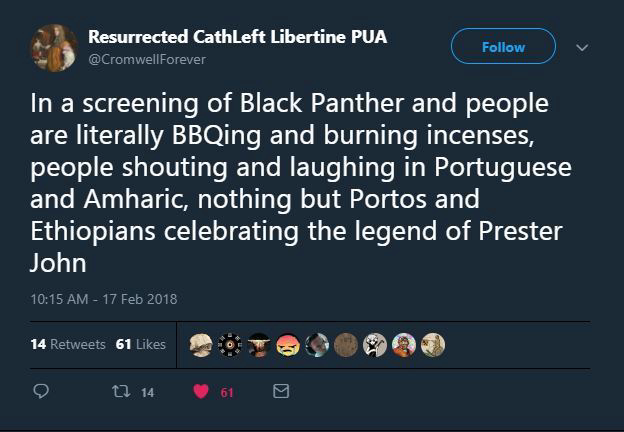 Resurrected CathLeft Libertine PUA
@CromwellForever
Follow
In a screening of Black Panther and people
are literally BBQing and burning incenses,
people shouting and laughing in Portuguese
and Amharic, nothing but Portos and
Ethiopians celebrating the legend of Prester
John
10:15 AM - 17 Feb 2018
14 Retweets 61 Likes
14 61